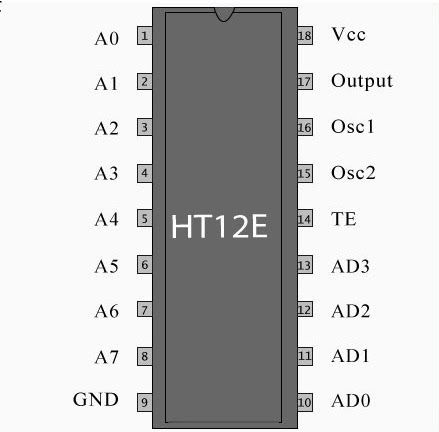 A0 1 18 Vcc
A1 2 17 Output
A2 3 16 Osc1
A3 4 15 Osc2
A4 5 14 TE
HT12E
A5 6 13 AD3
A6 7 12 AD2
A7 8 11 AD1
GND 9 10 AD0